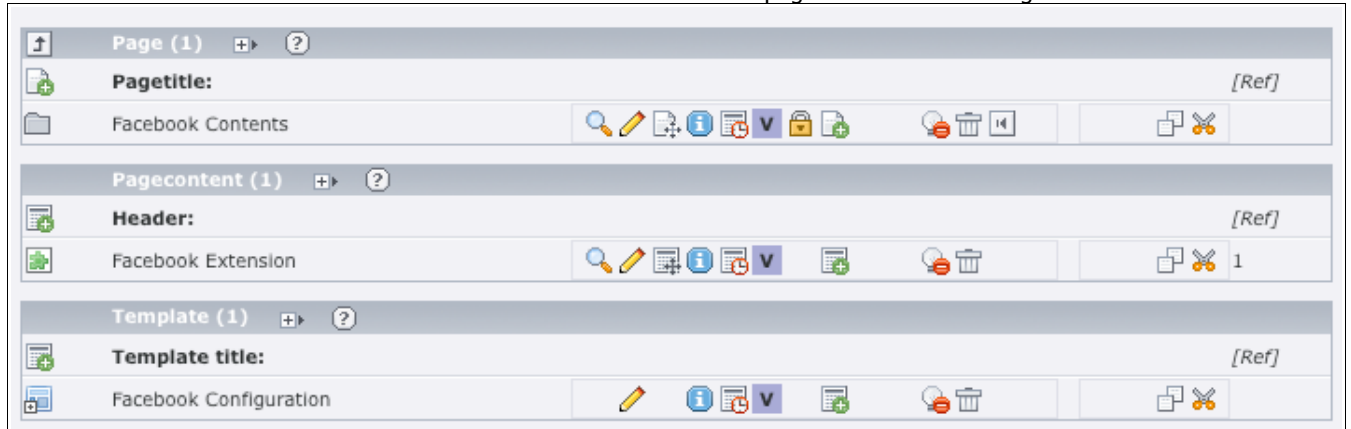 Page (1)
Pagetitle: [Ref]
Facebook Contents V
Pagecontent (1)
Header: [Ref]
Facebook Extension V 1
Template (1)
Template title: [Ref]
Facebook Configuration V